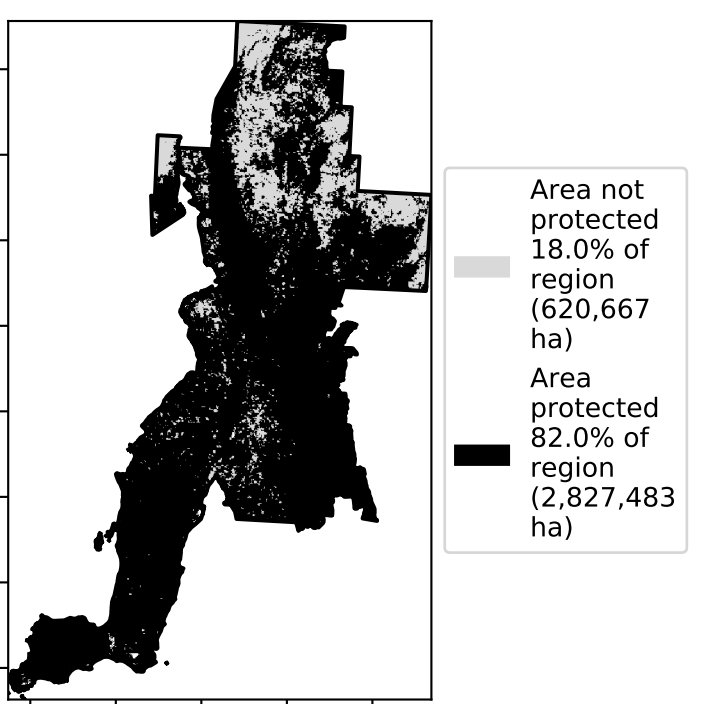 Area not
protected
18.0% of
region
(620,667
ha)
Area
protected
82.0% of
region
(2,827,483
ha)